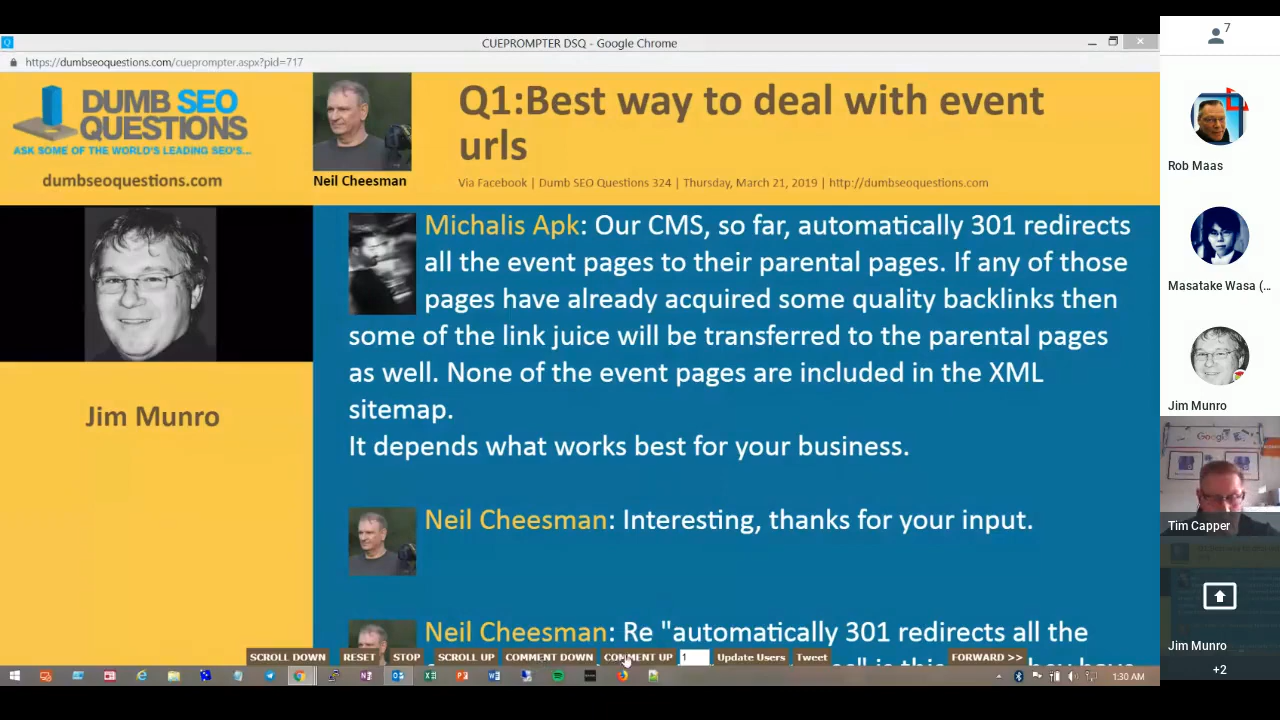 CUEPROMPTER DSQ - Google Chrome
https://dumbseoquestions.com/cueprompter.aspx?pid=717
DUMB SEO
QUESTIONS
ASK SOME OF THE WORLD'S LEADING SEO'S...
dumbseoquestions.com
Neil Cheesman
Q1:Best way to deal with event
urls
Via Facebook | Dumb SEO Questions 324 | Thursday, March 21, 2019 | http://dumbseoquestions.com
Jim Munro
Michalis Apk: Our CMS, so far, automatically 301 redirects
all the event pages to their parental pages. If any of those
pages have already acquired some quality backlinks then
some of the link juice will be transferred to the parental pages
as well. None of the event pages are included in the XML
sitemap.
It depends what works best for your business.
Neil Cheesman: Interesting, thanks for your input.
Neil Cheesman: Re "automatically 301 redirects all the
SCROLL DOWN RESET STOP SCROLL UP COMMENT DOWN COMMENT UP 1 Update Users Tweet FORWARD >>
1:30 AM
7
Rob Maas
Masatake Wasa (...
Jim Munro
Tim Capper
Jim Munro
+2